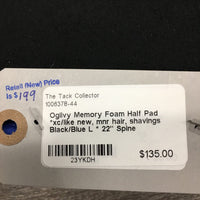 Retail (New) Price
Is $199
The Tack Collector
1008378-44
Ogilvy Memory Foam Half Pad
*xc/like new, mnr hair, shavings
Black/Blue L * 22" Spine
23YKDH
$135.00